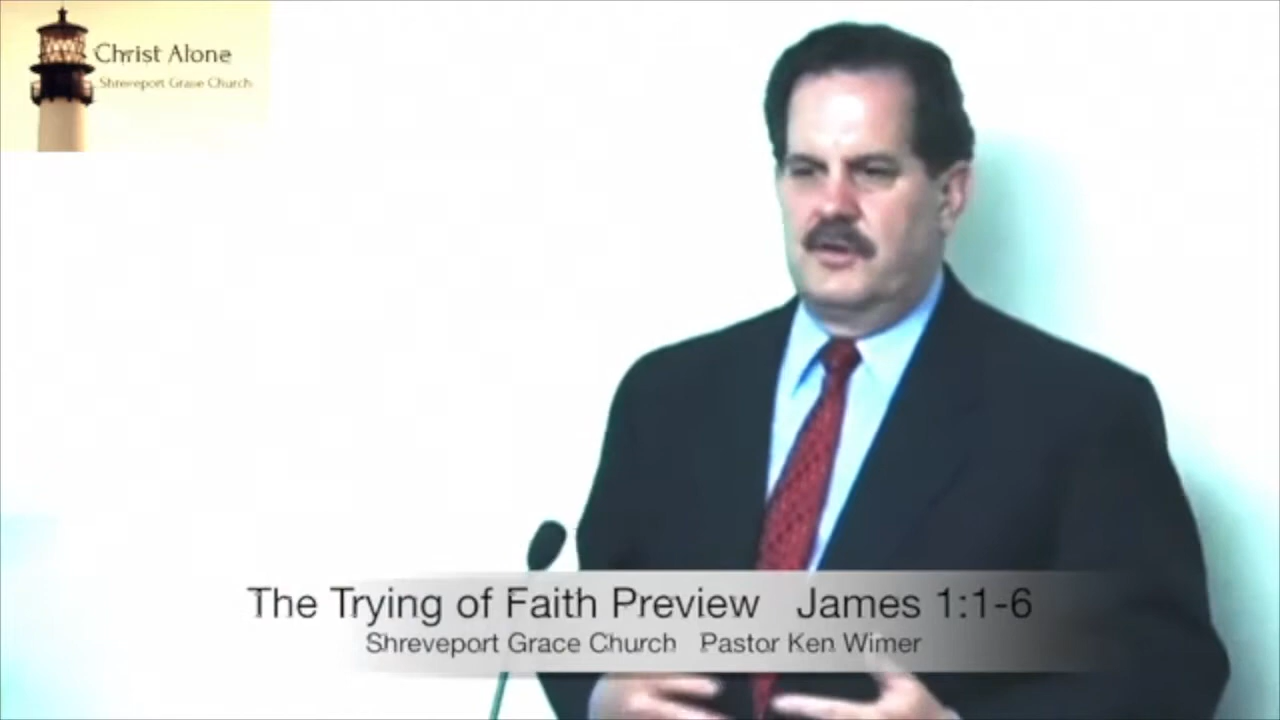 Christ Alone
Shreveport Grace Church
The Trying of Faith Preview James 1:1-6
Shreveport Grace Church Pastor Ken Wimer